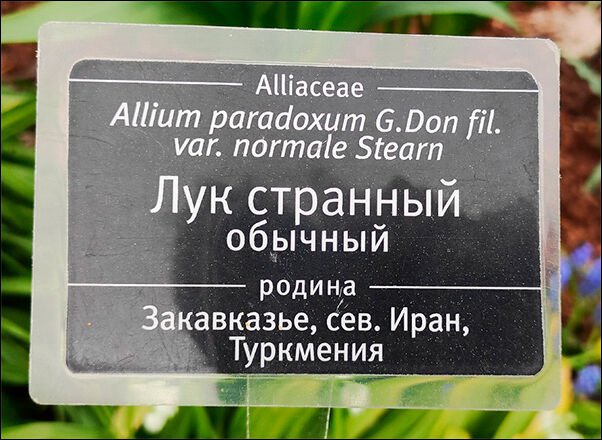 Alliaceae
Allium paradoxum G.Don fil.
var. normale Stearn
Лук странный
обычный
родина
Закавказье, сев. Иран,
Туркмения